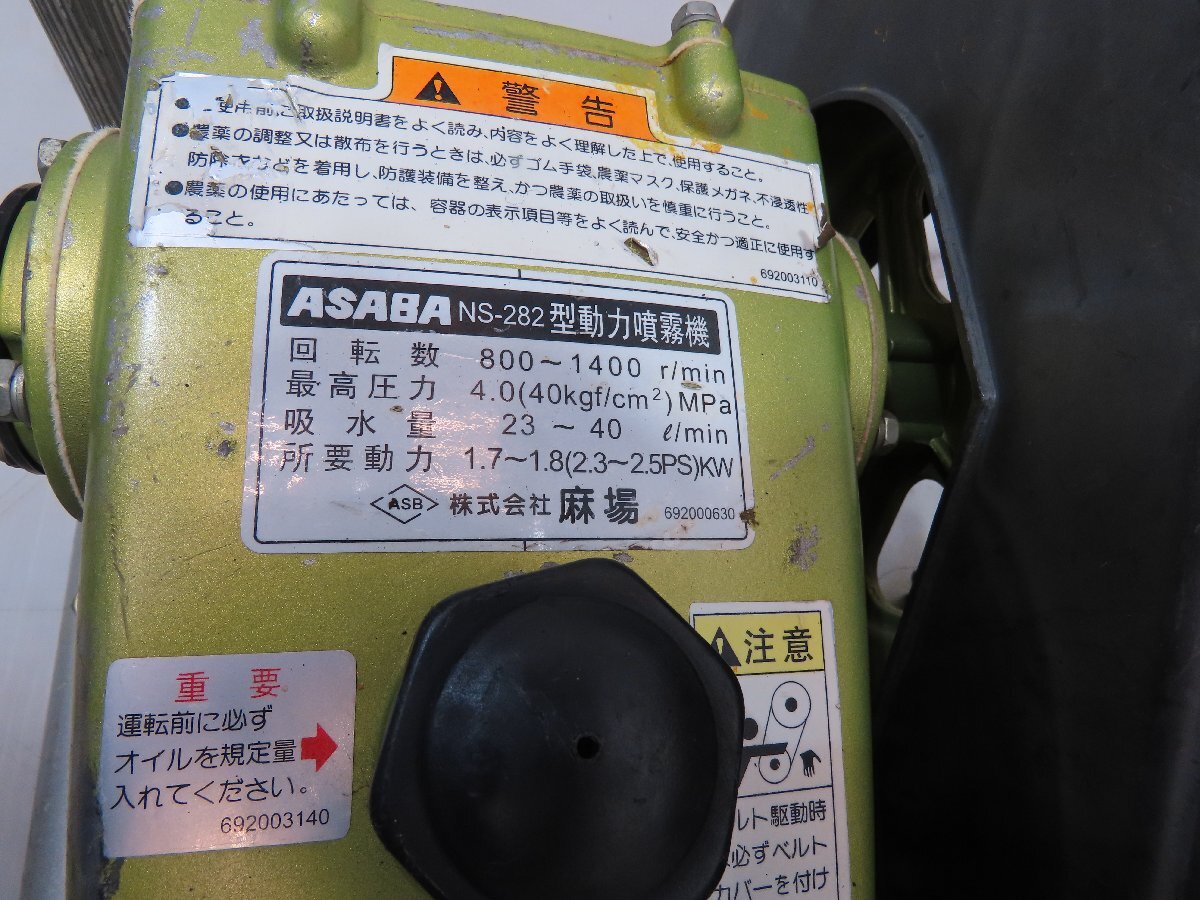 警告
使用前に取扱説明書をよく読み、内容をよく理解した上で、使用すること。
●農薬の調整又は散布を行うときは、必ずゴム手袋、農薬マスク、保護メガネ、不浸透性
防除衣などを着用し、防護装備を整え、かつ農薬の取扱いを慎重に行うこと。
●農薬の使用にあたっては、容器の表示項目等をよく読んで、安全かつ適正に使用す
ること。
692003110
ASABA NS-282型動力噴霧機
回転数 800~1400 r/min
最高圧力 4.0(40kgf/cm²)MPa
吸水量 23~40 ℓ/min
所要動力 1.7~1.8(2.3~2.5PS)KW
ASB 株式会社 麻場 692000630
重要
運転前に必ず
オイルを規定量
入れてください。
692003140
注意
ルト駆動時
必ずベルト
カバーを付け